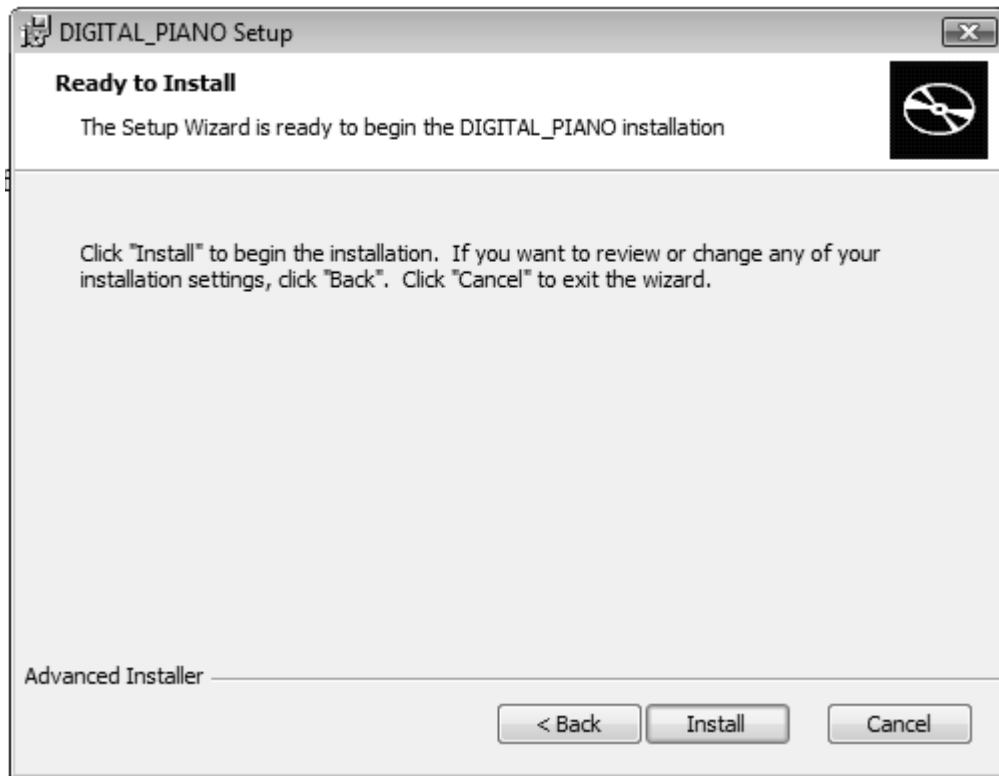 DIGITAL_PIANO Setup
Ready to Install
The Setup Wizard is ready to begin the DIGITAL_PIANO installation
Click "Install" to begin the installation.  If you want to review or change any of your
installation settings, click "Back".  Click "Cancel" to exit the wizard.
Advanced Installer
< Back Install Cancel